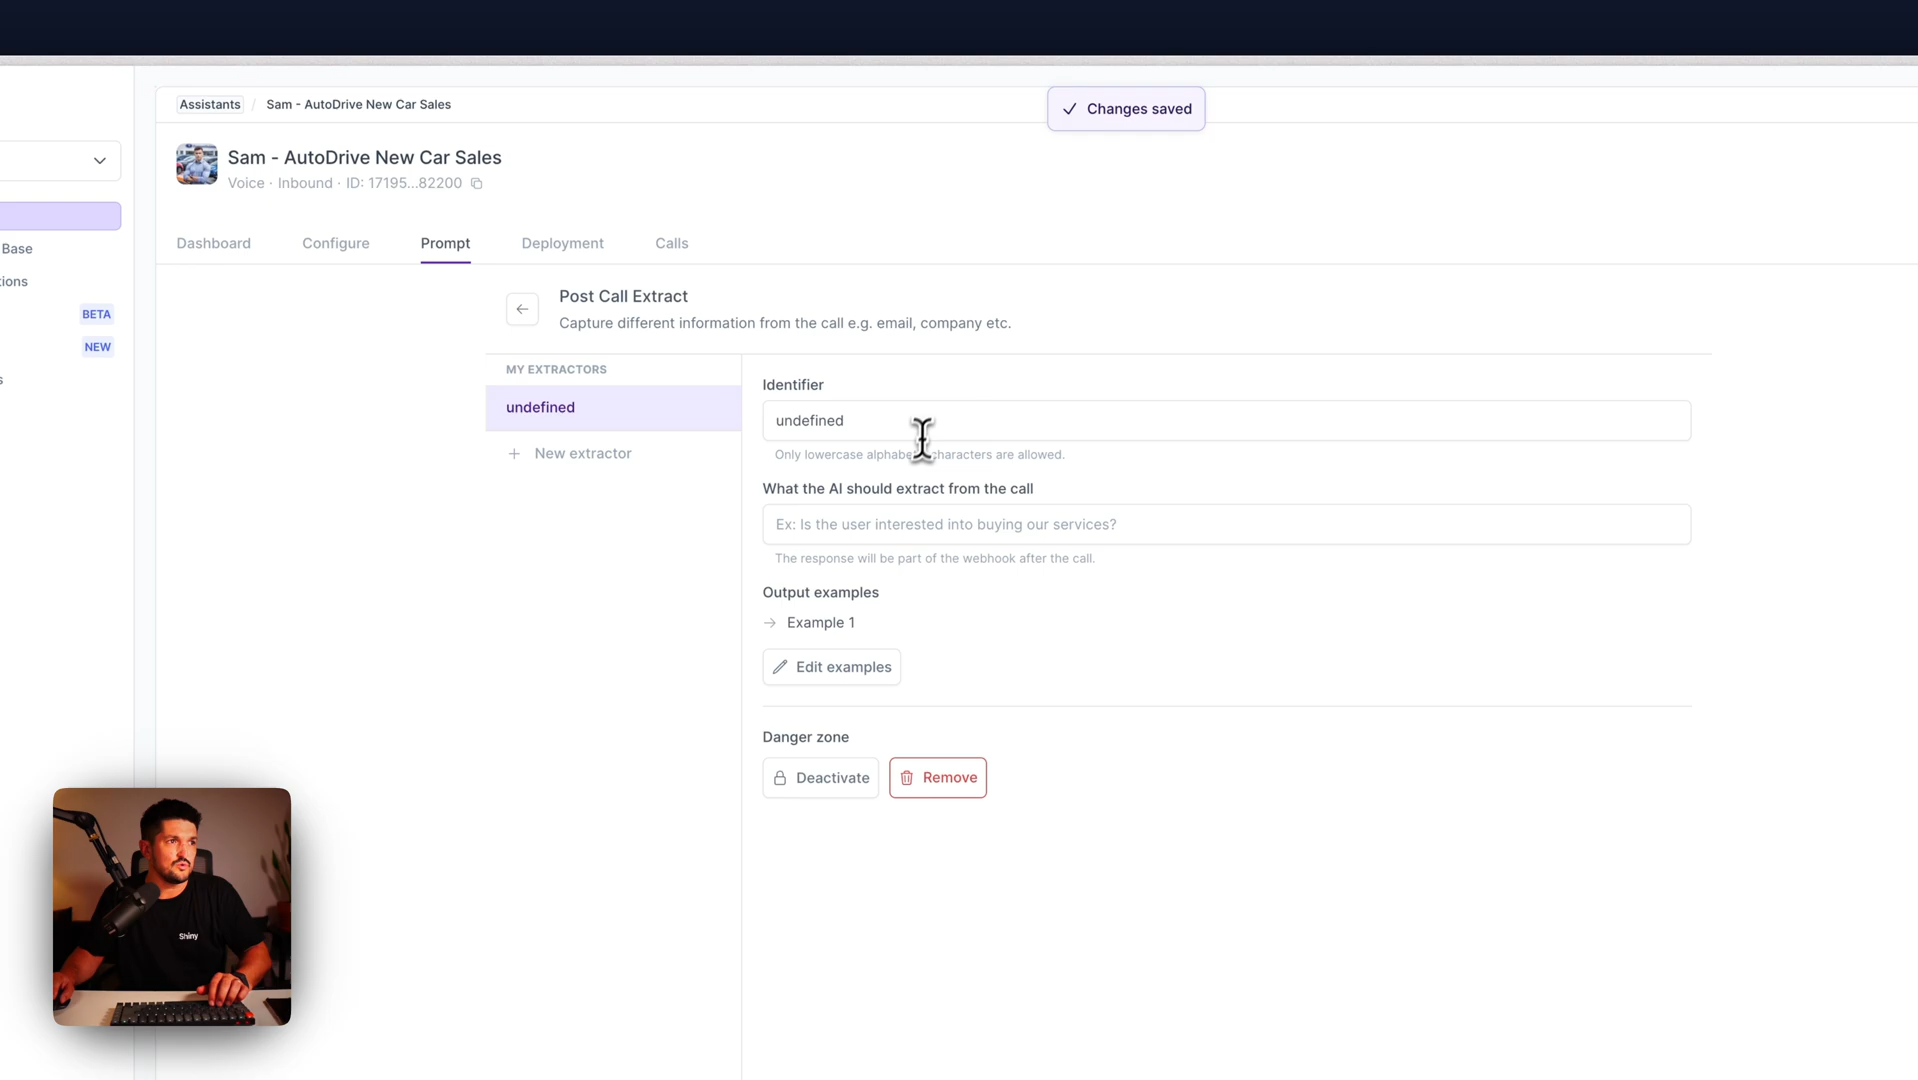 Assistants / Sam - AutoDrive New Car Sales
Changes saved
Sam - AutoDrive New Car Sales
Voice · Inbound · ID: 17195...82200
Base
tions
BETA
NEW
s
Dashboard Configure Prompt Deployment Calls
Post Call Extract
Capture different information from the call e.g. email, company etc.
MY EXTRACTORS
undefined
+ New extractor
Identifier
undefined
Only lowercase characters are allowed.
What the AI should extract from the call
Ex: Is the user interested into buying our services?
The response will be part of the webhook after the call.
Output examples
→ Example 1
Edit examples
Danger zone
Deactivate Remove
Shiny